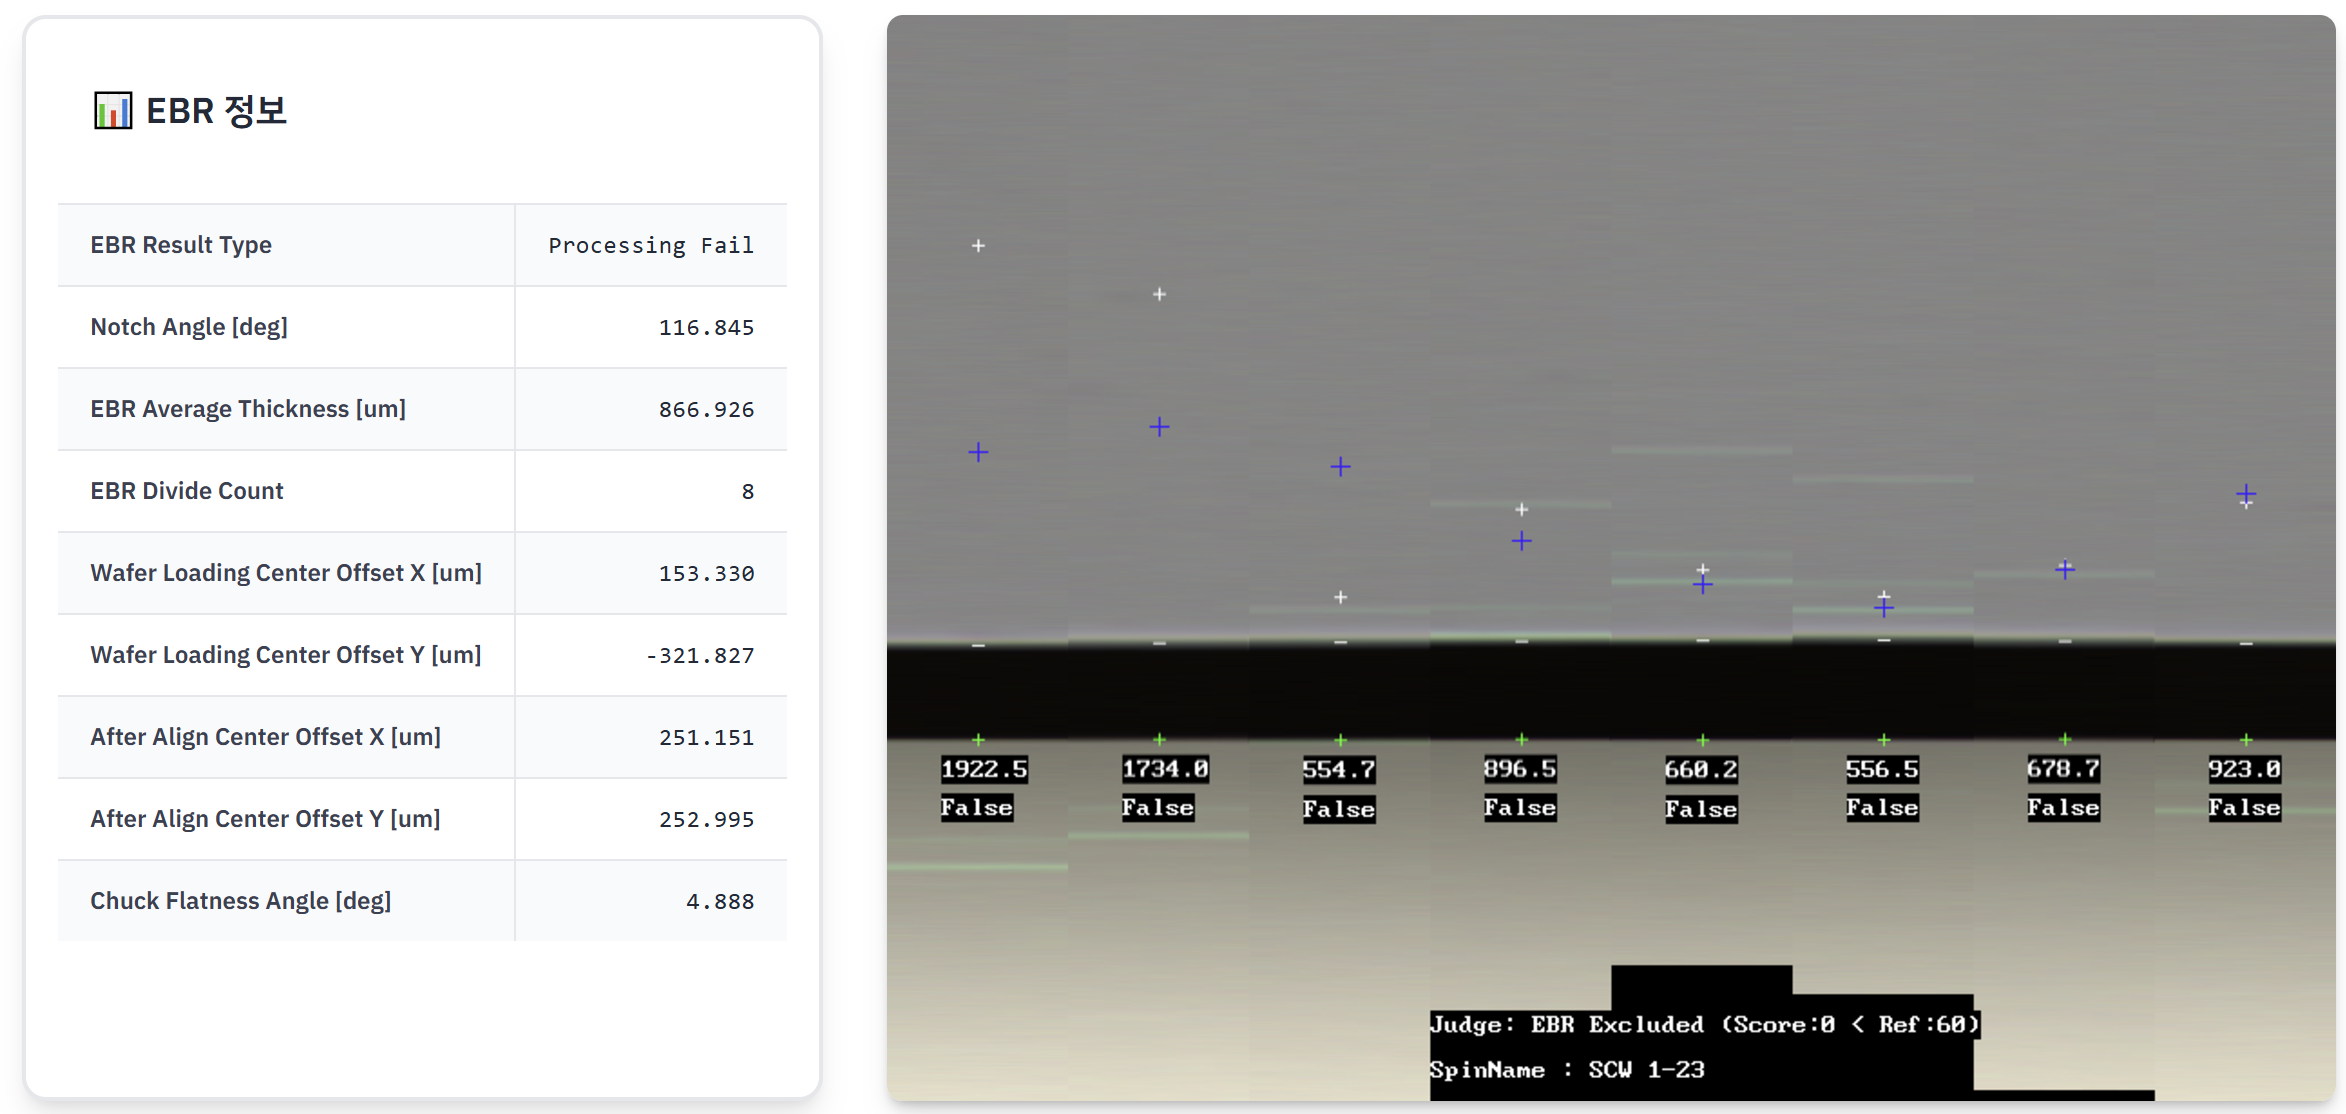 EBR 정보
EBR Result Type Processing Fail
Notch Angle [deg] 116.845
EBR Average Thickness [um] 866.926
EBR Divide Count 8
Wafer Loading Center Offset X [um] 153.330
Wafer Loading Center Offset Y [um] -321.827
After Align Center Offset X [um] 251.151
After Align Center Offset Y [um] 252.995
Chuck Flatness Angle [deg] 4.888
1922.5 1734.0 554.7 896.5 660.2 556.5 678.7 923.0
False False False False False False False False
Judge: EBR Excluded (Score:0 < Ref:60)
SpinName : SCW 1-23